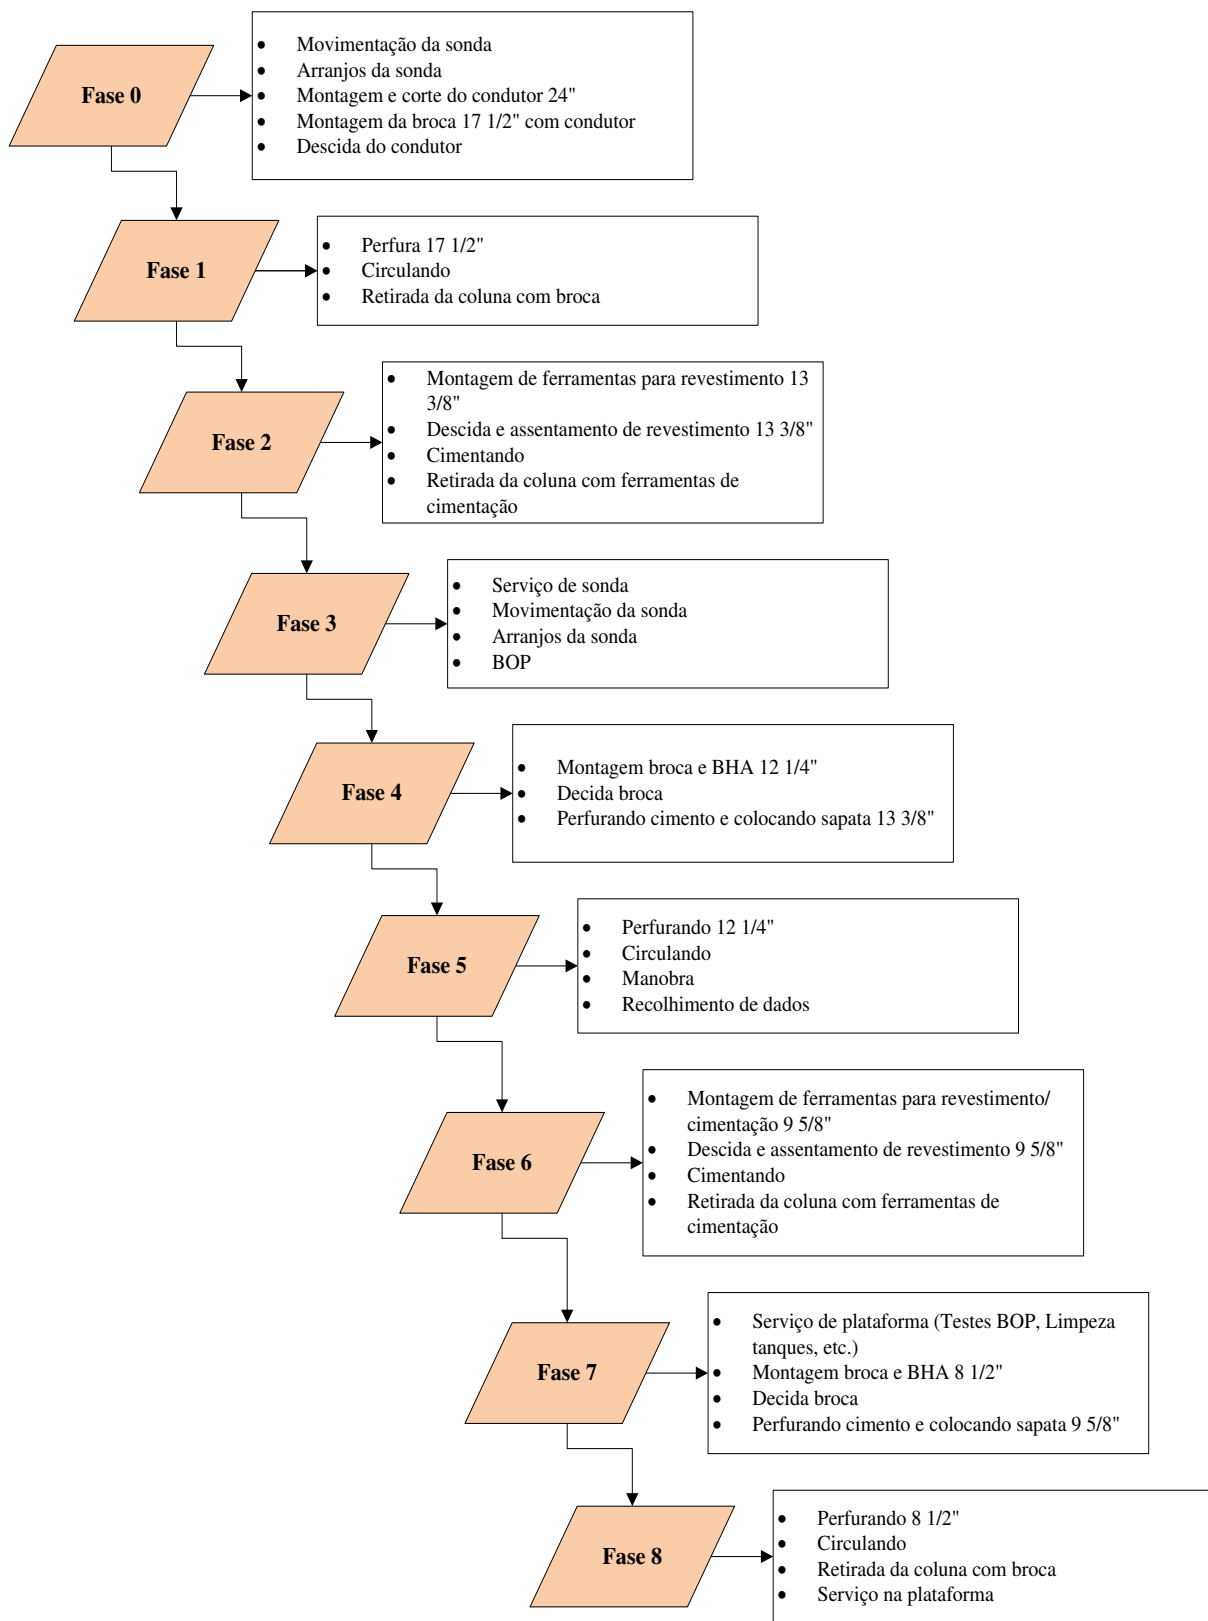 Fase 0
• Movimentação da sonda
• Arranjos da sonda
• Montagem e corte do condutor 24"
• Montagem da broca 17 1/2" com condutor
• Descida do condutor
Fase 1
• Perfura 17 1/2"
• Circulando
• Retirada da coluna com broca
Fase 2
• Montagem de ferramentas para revestimento 13
3/8"
• Descida e assentamento de revestimento 13 3/8"
• Cimentando
• Retirada da coluna com ferramentas de
cimentação
Fase 3
• Serviço de sonda
• Movimentação da sonda
• Arranjos da sonda
• BOP
Fase 4
• Montagem broca e BHA 12 1/4"
• Decida broca
• Perfurando cimento e colocando sapata 13 3/8"
Fase 5
• Perfurando 12 1/4"
• Circulando
• Manobra
• Recolhimento de dados
Fase 6
• Montagem de ferramentas para revestimento/
cimentação 9 5/8"
• Descida e assentamento de revestimento 9 5/8"
• Cimentando
• Retirada da coluna com ferramentas de
cimentação
Fase 7
• Serviço de plataforma (Testes BOP, Limpeza
tanques, etc.)
• Montagem broca e BHA 8 1/2"
• Decida broca
• Perfurando cimento e colocando sapata 9 5/8"
Fase 8
• Perfurando 8 1/2"
• Circulando
• Retirada da coluna com broca
• Serviço na plataforma